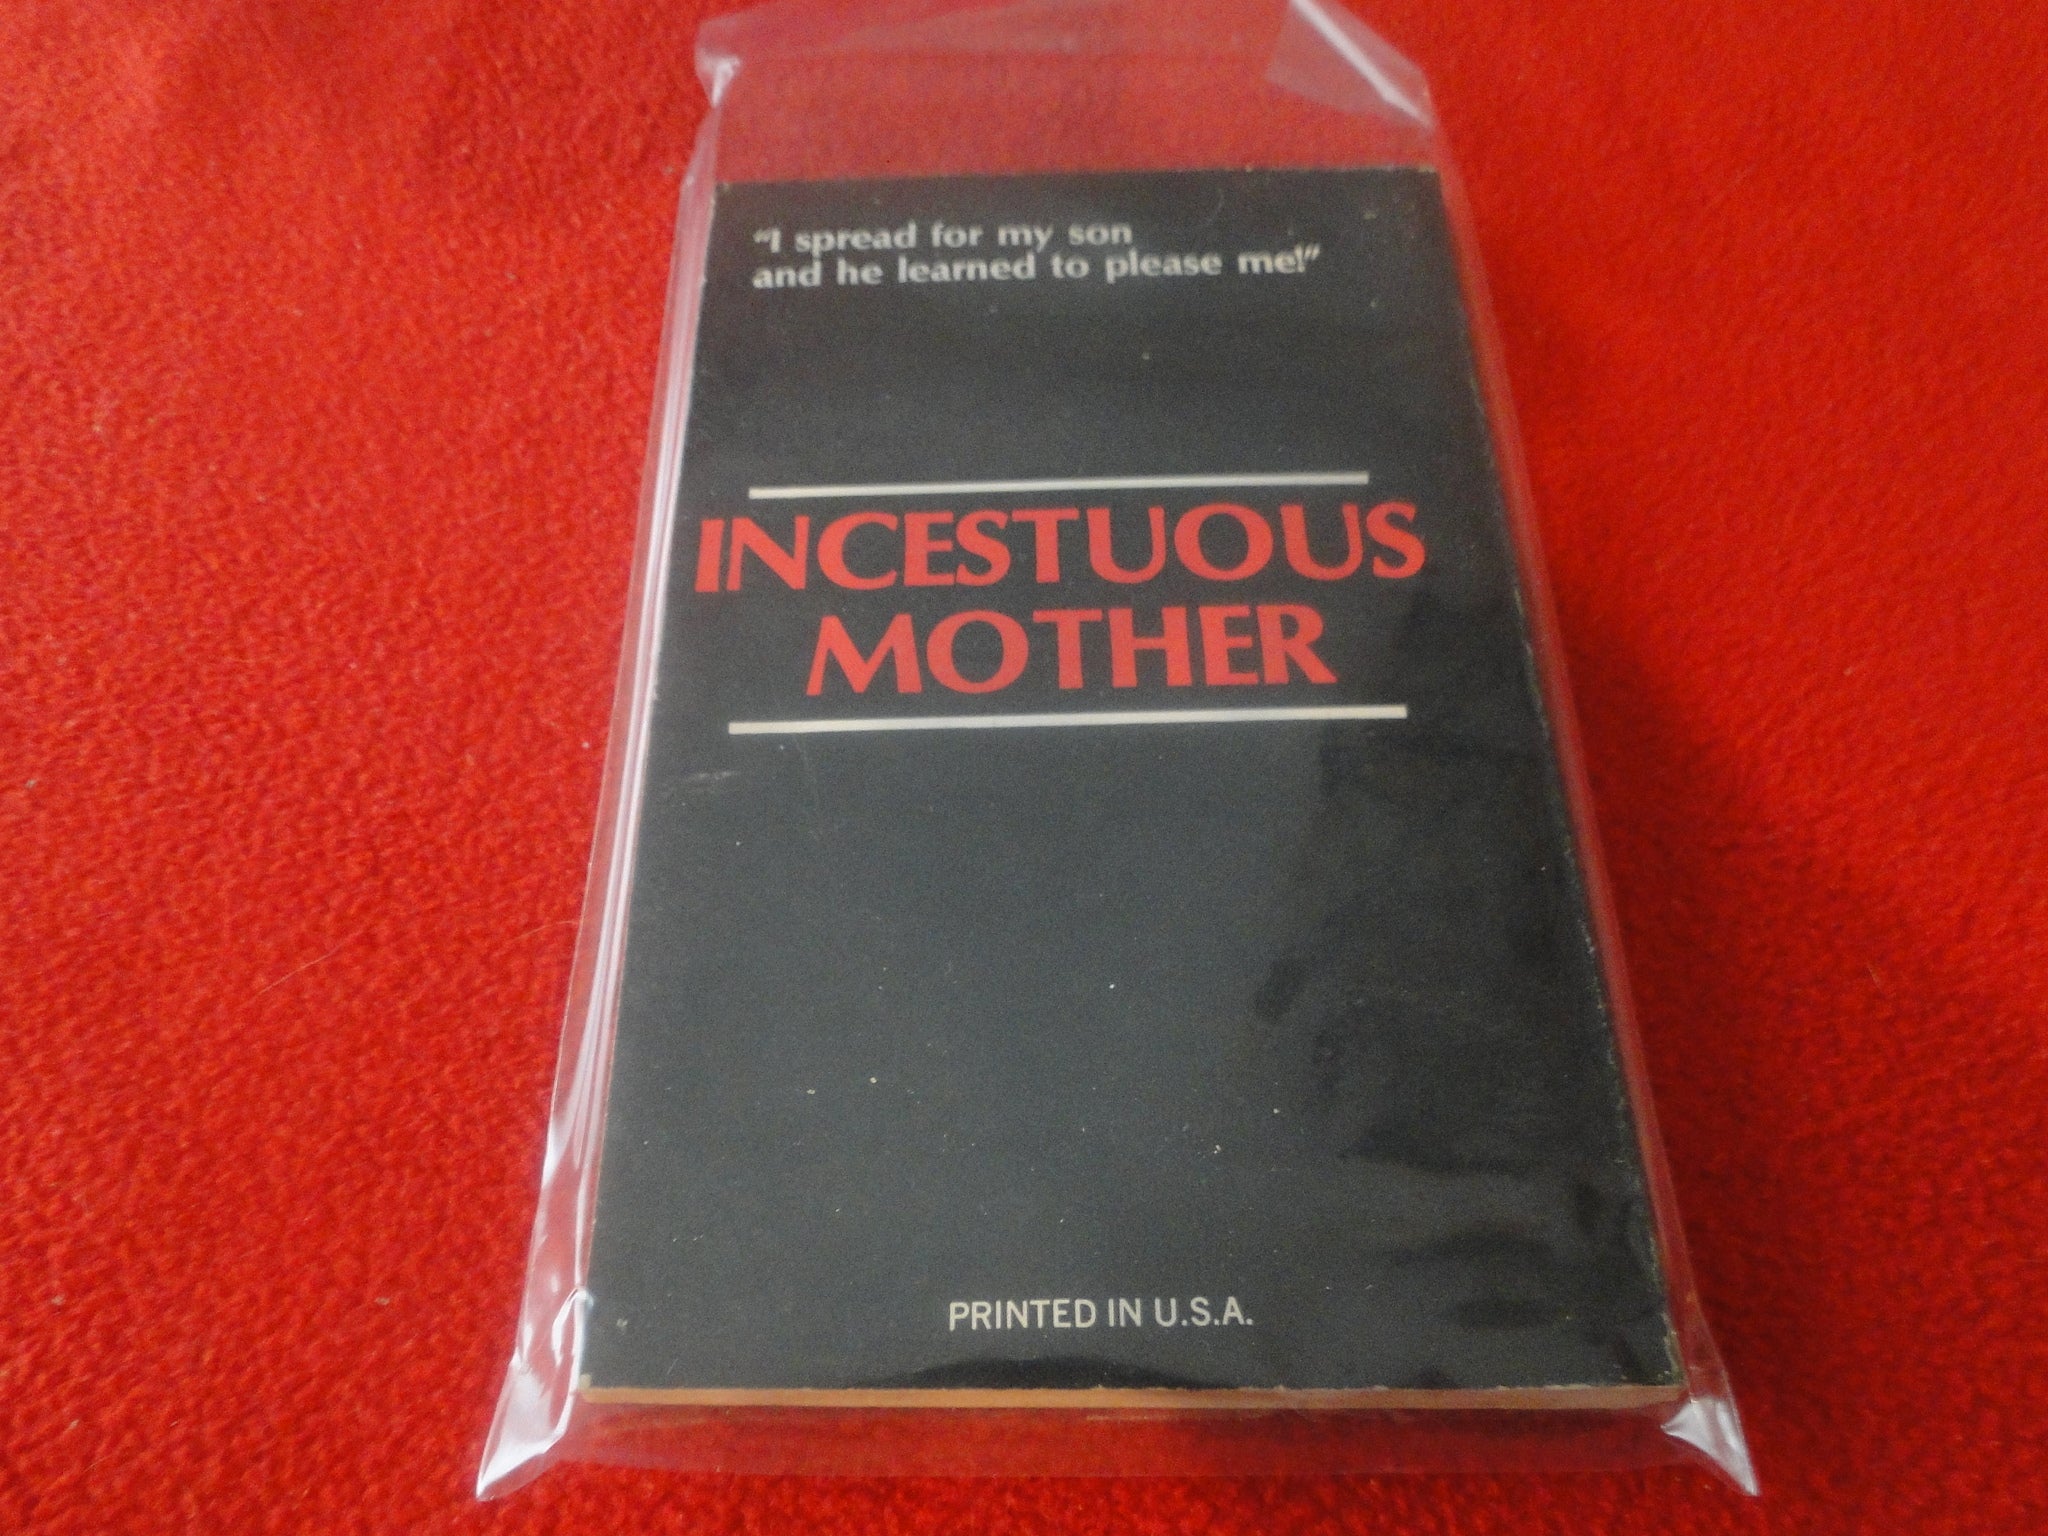 "I spread for my son
and he learned to please me!"
INCESTUOUS
MOTHER
PRINTED IN U.S.A.